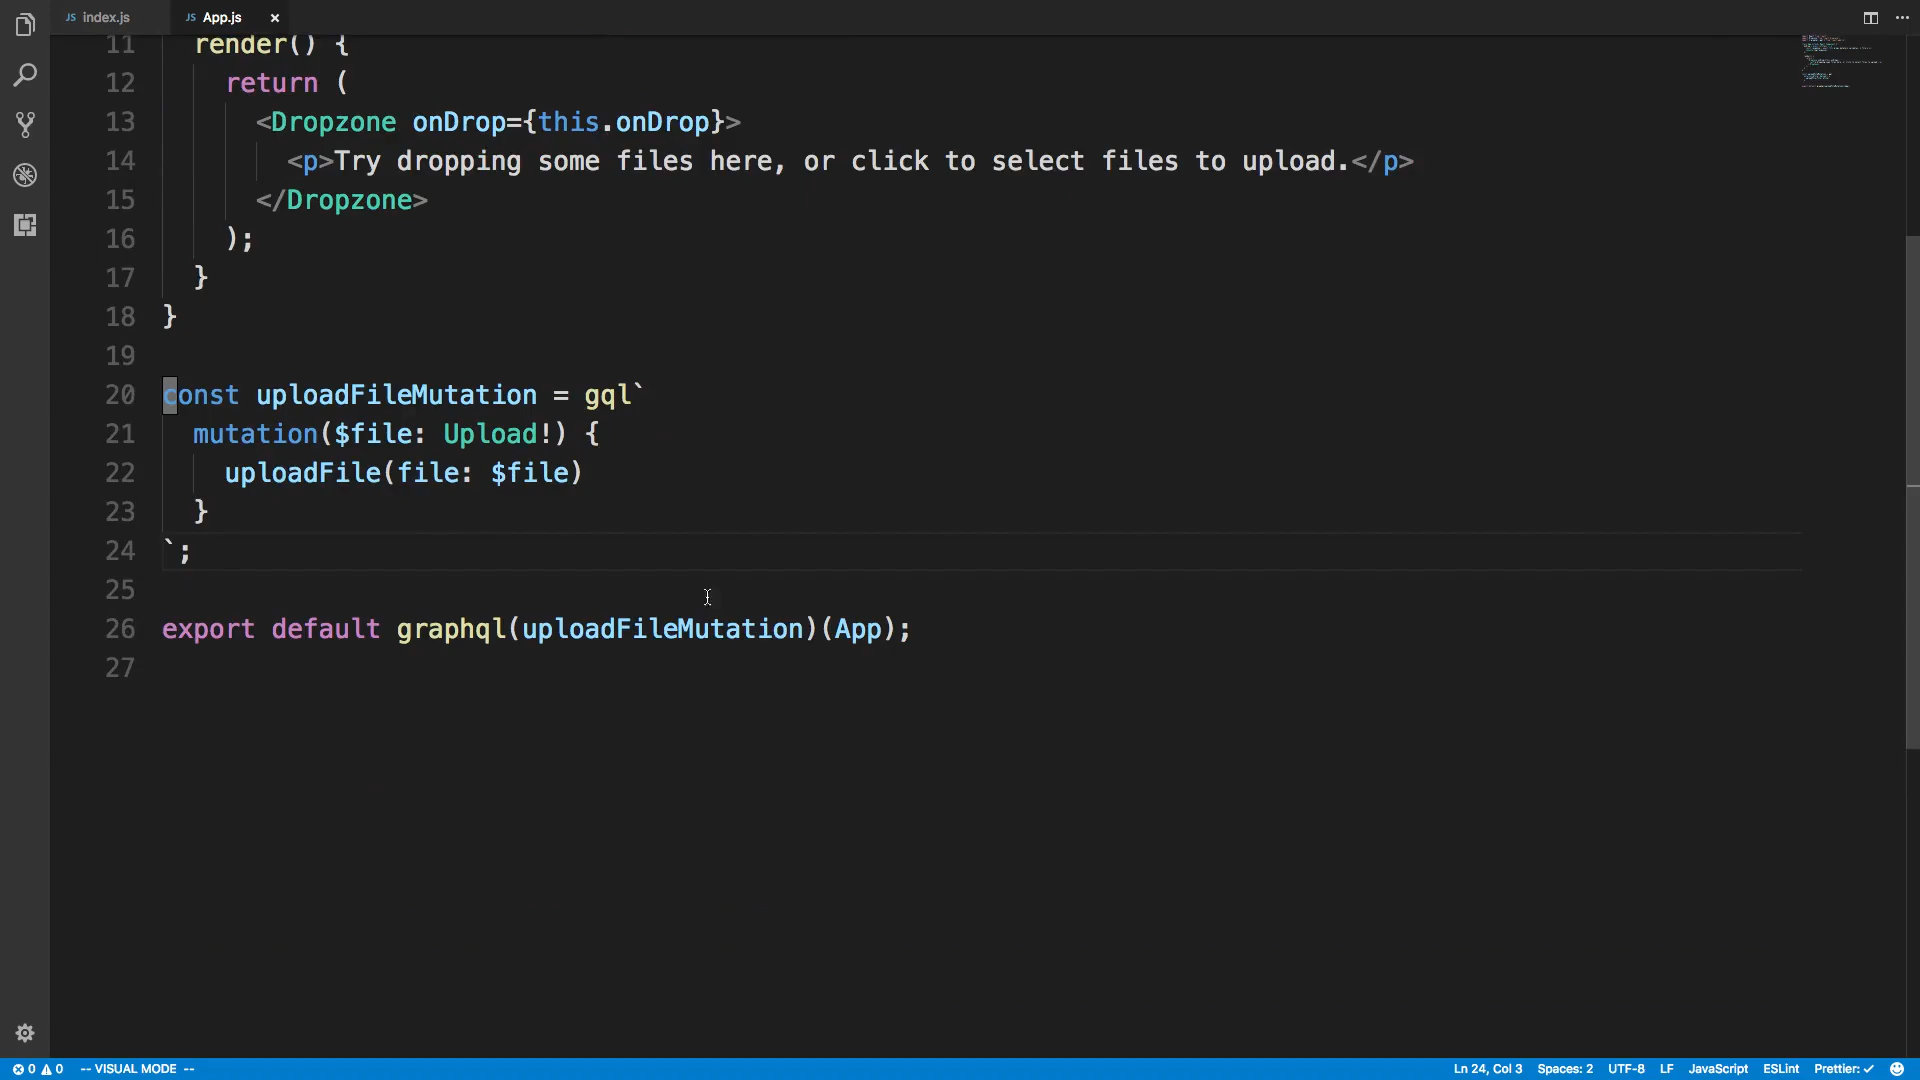 JS index.js
JS App.js ×
11 render() {
12 return (
13 <Dropzone onDrop={this.onDrop}>
14 <p>Try dropping some files here, or click to select files to upload.</p>
15 </Dropzone>
16 );
17 }
18 }
19
20 const uploadFileMutation = gql`
21 mutation($file: Upload!) {
22 uploadFile(file: $file)
23 }
24 `;
25
26 export default graphql(uploadFileMutation)(App);
27
0 0 -- VISUAL MODE -- Ln 24, Col 3 Spaces: 2 UTF-8 LF JavaScript ESLint Prettier: ✓